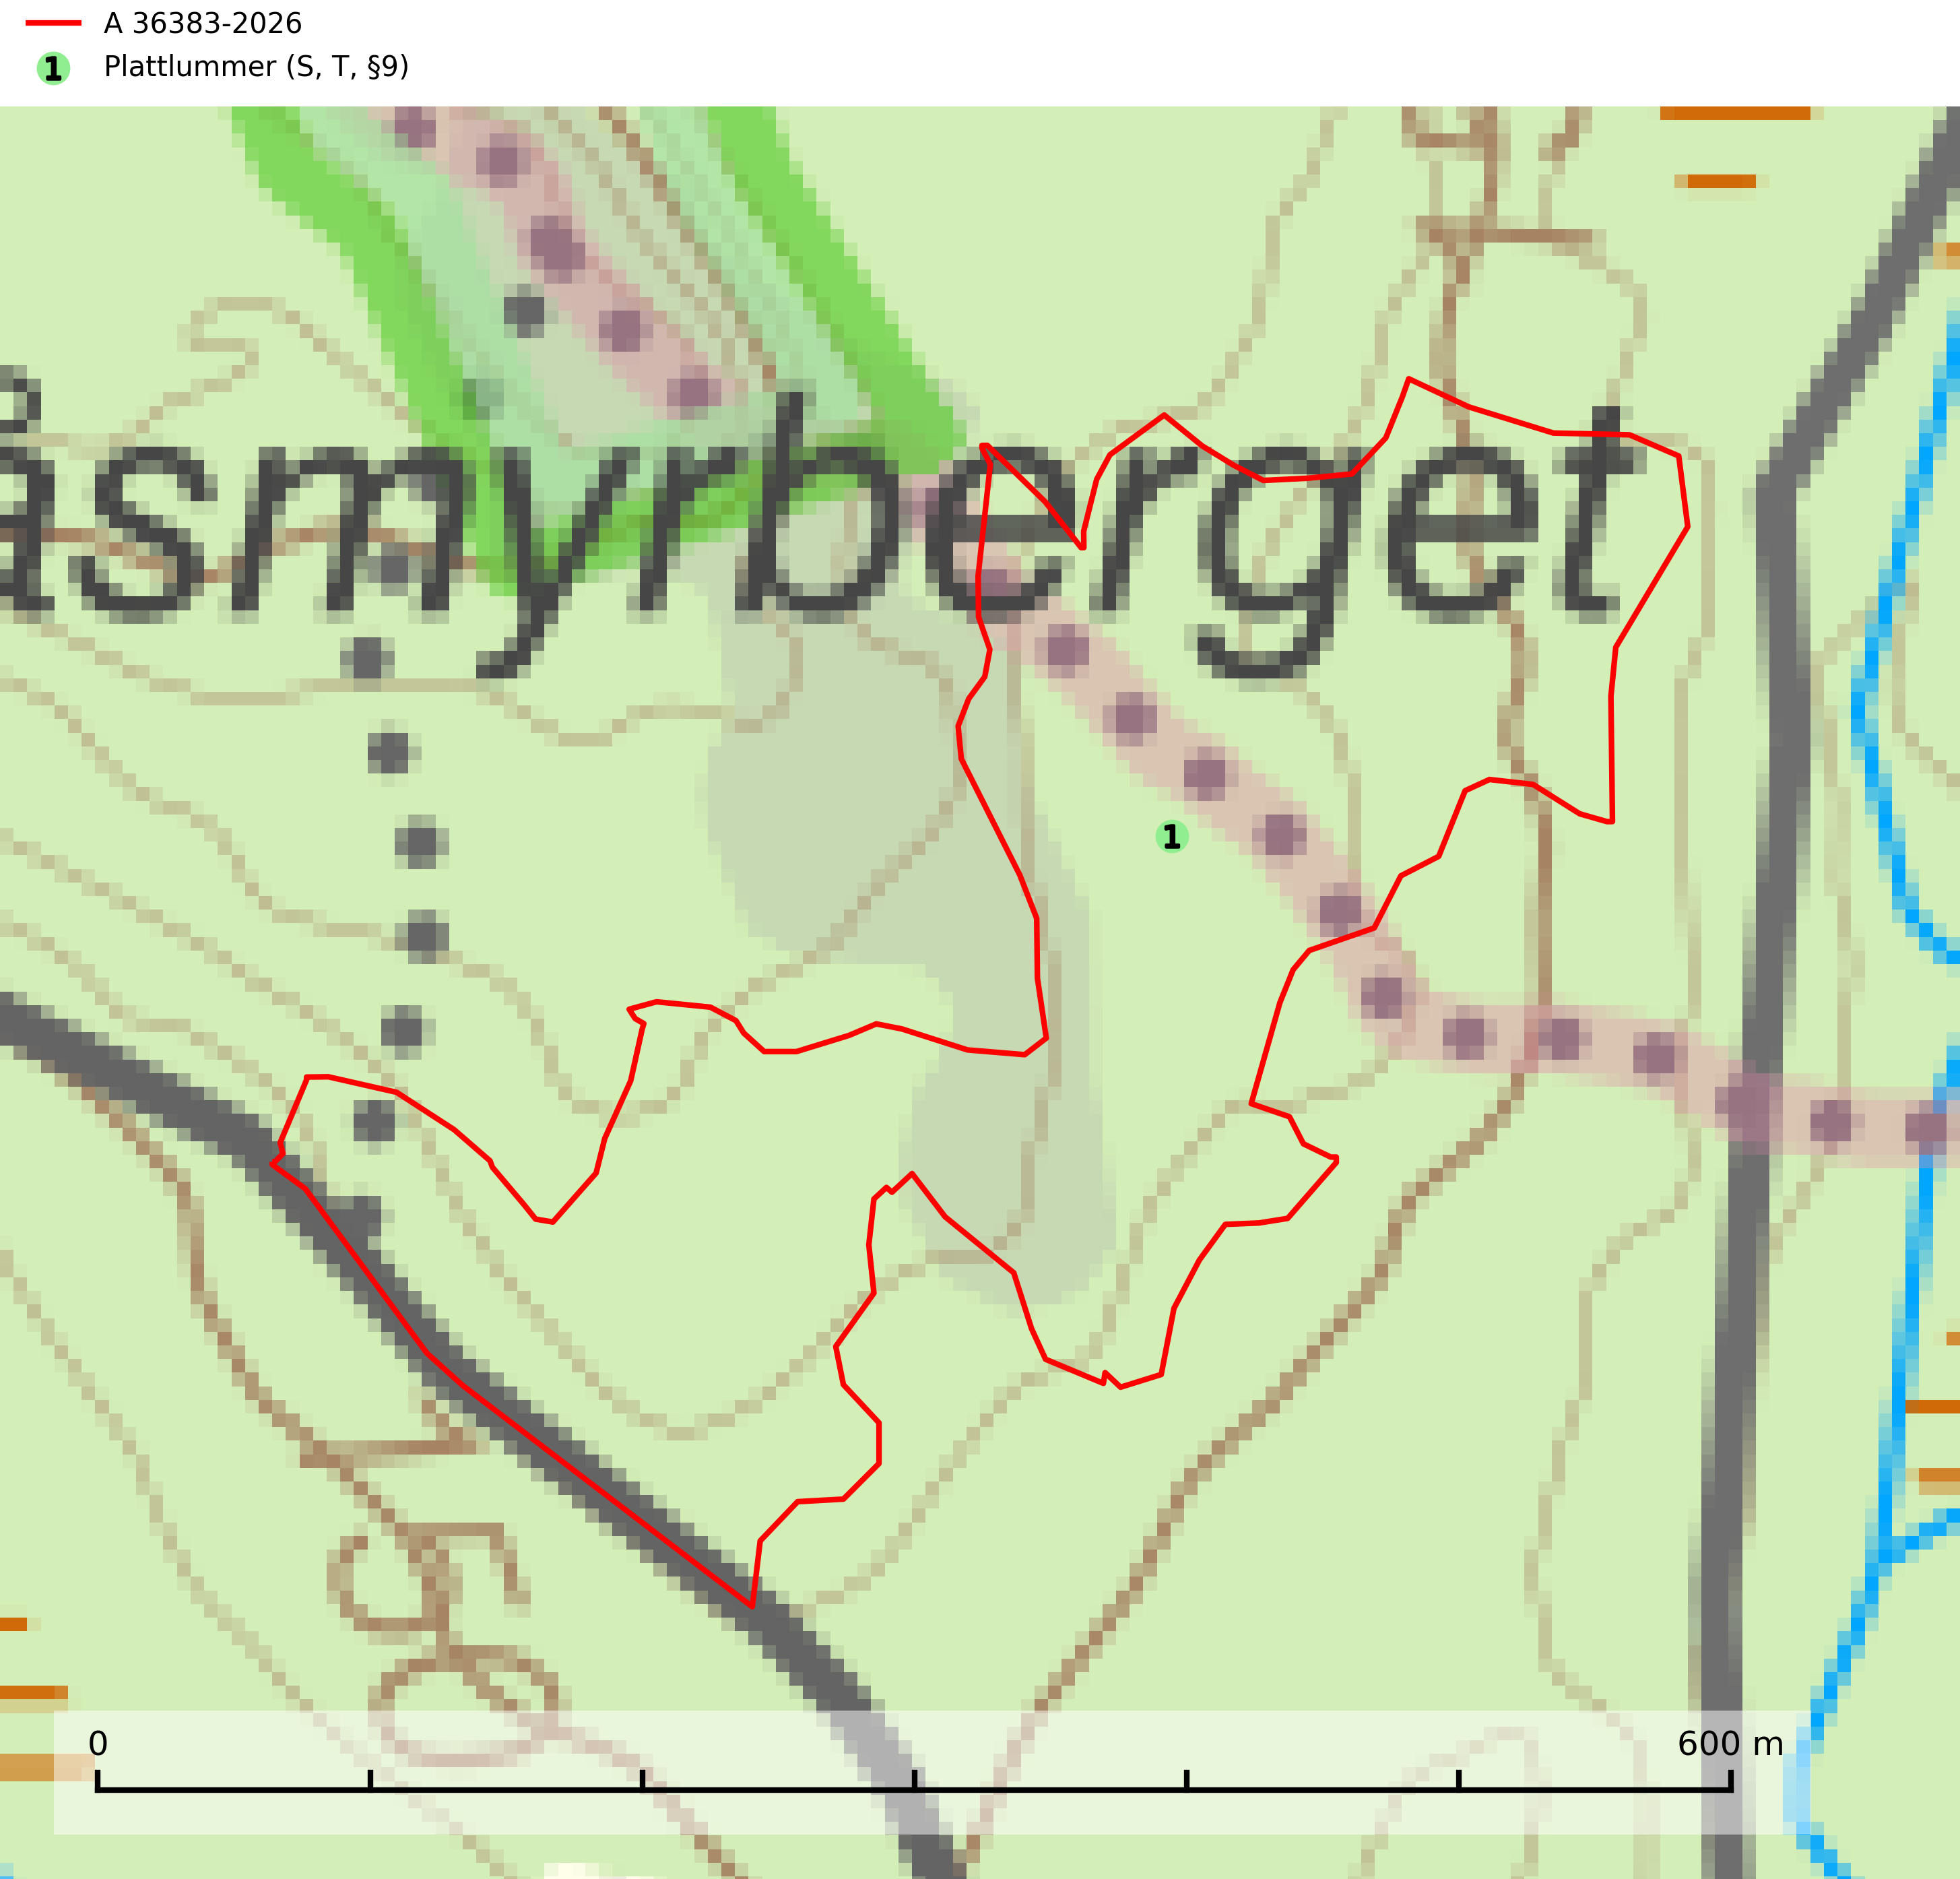 A 36383-2026
1 Plattlummer (S, T, §9)
åsmyrberget
1
0 600 m